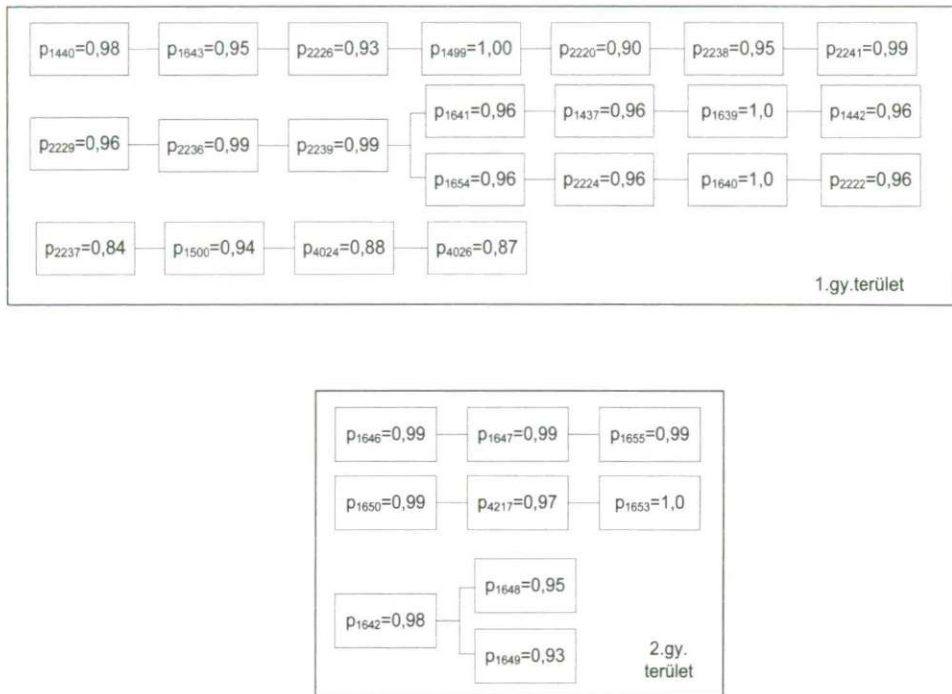 p1440=0,98 p1643=0,95 p2226=0,93 p1499=1,00 p2220=0,90 p2238=0,95 p2241=0,99
p1641=0,96 p1437=0,96 p1639=1,0 p1442=0,96
p2229=0,96 p2236=0,99 p2239=0,99
p1654=0,96 p2224=0,96 p1640=1,0 p2222=0,96
p2237=0,84 p1500=0,94 p4024=0,88 p4026=0,87
1.gy.terület
p1646=0,99 p1647=0,99 p1655=0,99
p1650=0,99 p4217=0,97 p1653=1,0
p1648=0,95
p1642=0,98
p1649=0,93
2.gy.
terület